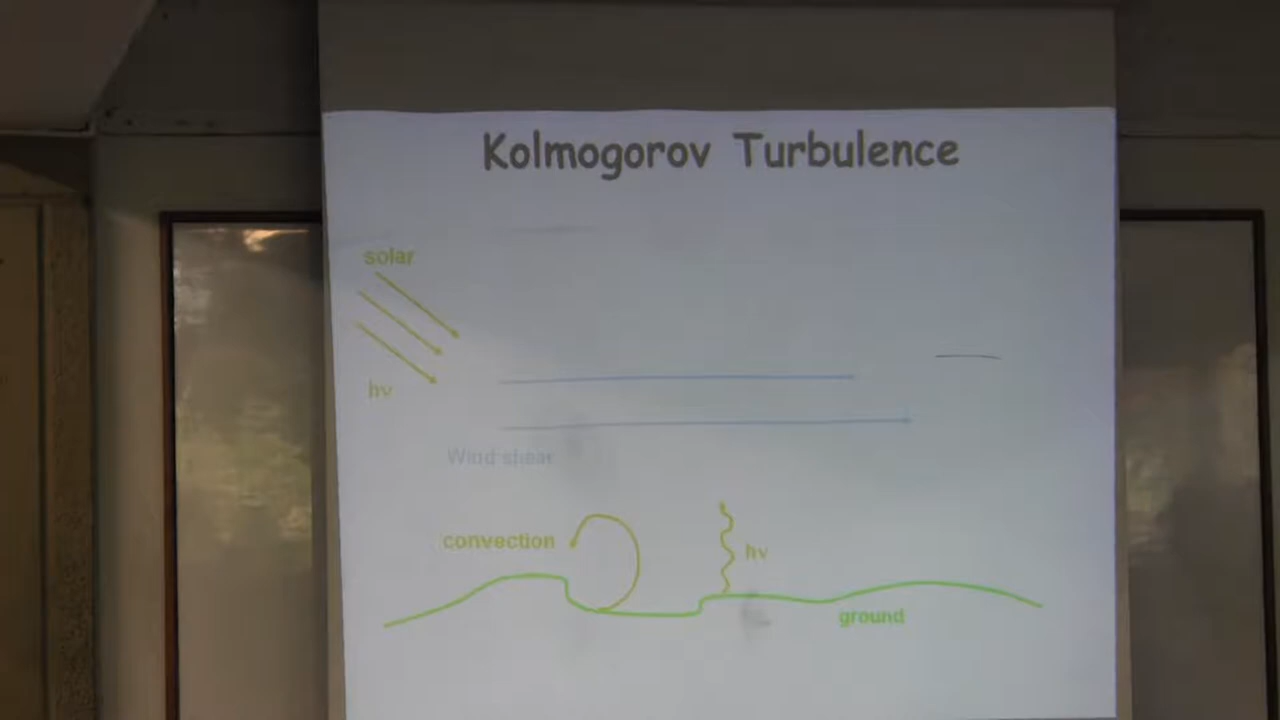 Kolmogorov Turbulence
solar
hν
Wind shear
convection
hν
ground